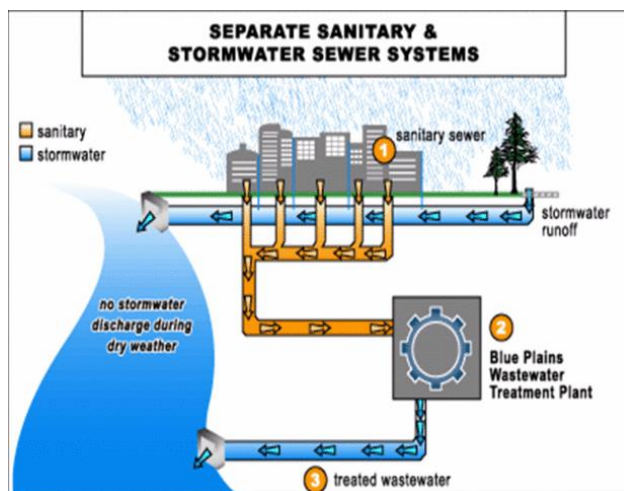 SEPARATE SANITARY &
STORMWATER SEWER SYSTEMS
sanitary
stormwater
1
sanitary sewer
stormwater
runoff
no stormwater
discharge during
dry weather
2
Blue Plains
Wastewater
Treatment Plant
3 treated wastewater